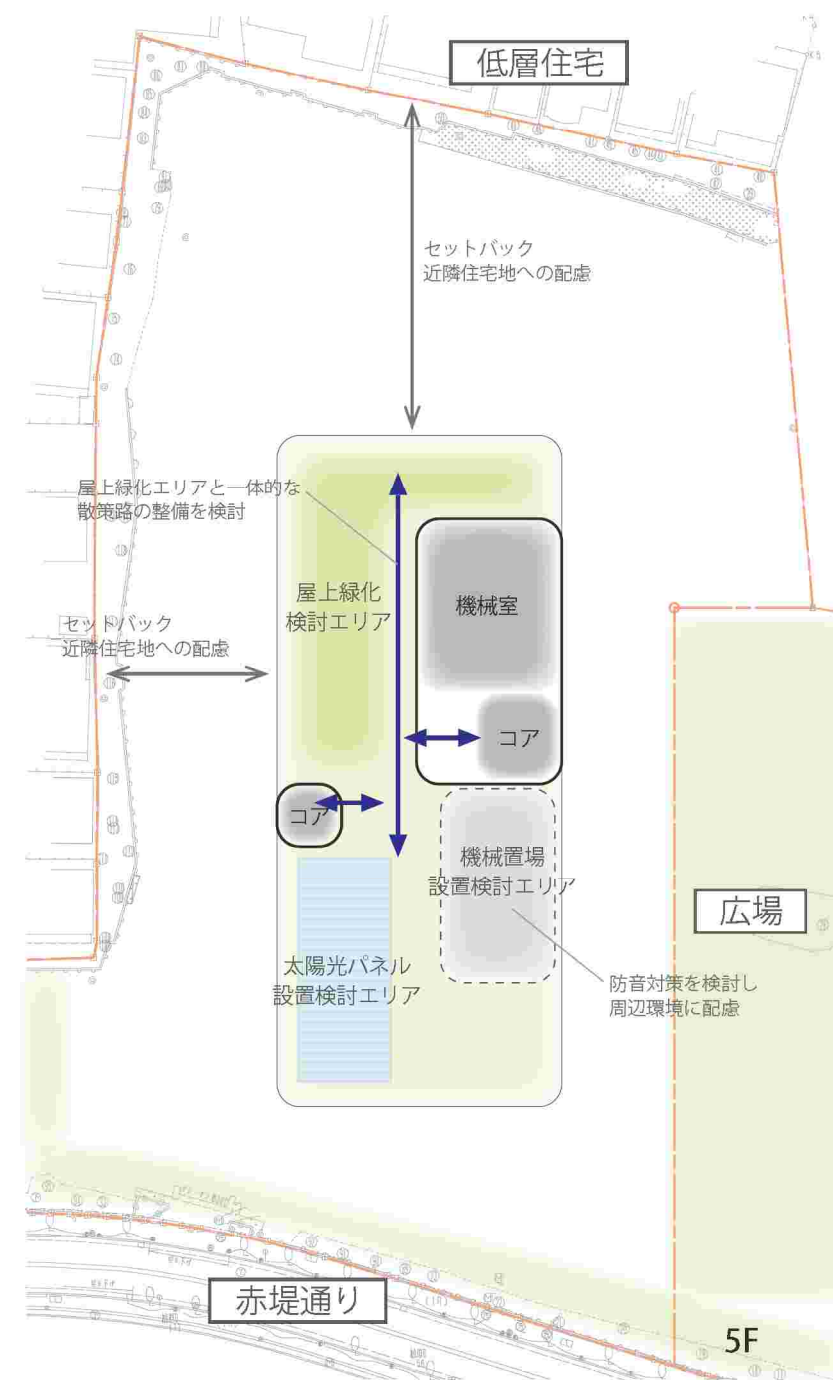 低層住宅
セットバック
近隣住宅地への配慮
屋上緑化エリアと一体的な
散策路の整備を検討
屋上緑化
検討エリア
機械室
セットバック
近隣住宅地への配慮
コア
コア
機械置場
設置検討エリア
広場
太陽光パネル
設置検討エリア
防音対策を検討し
周辺環境に配慮
赤堤通り
5F